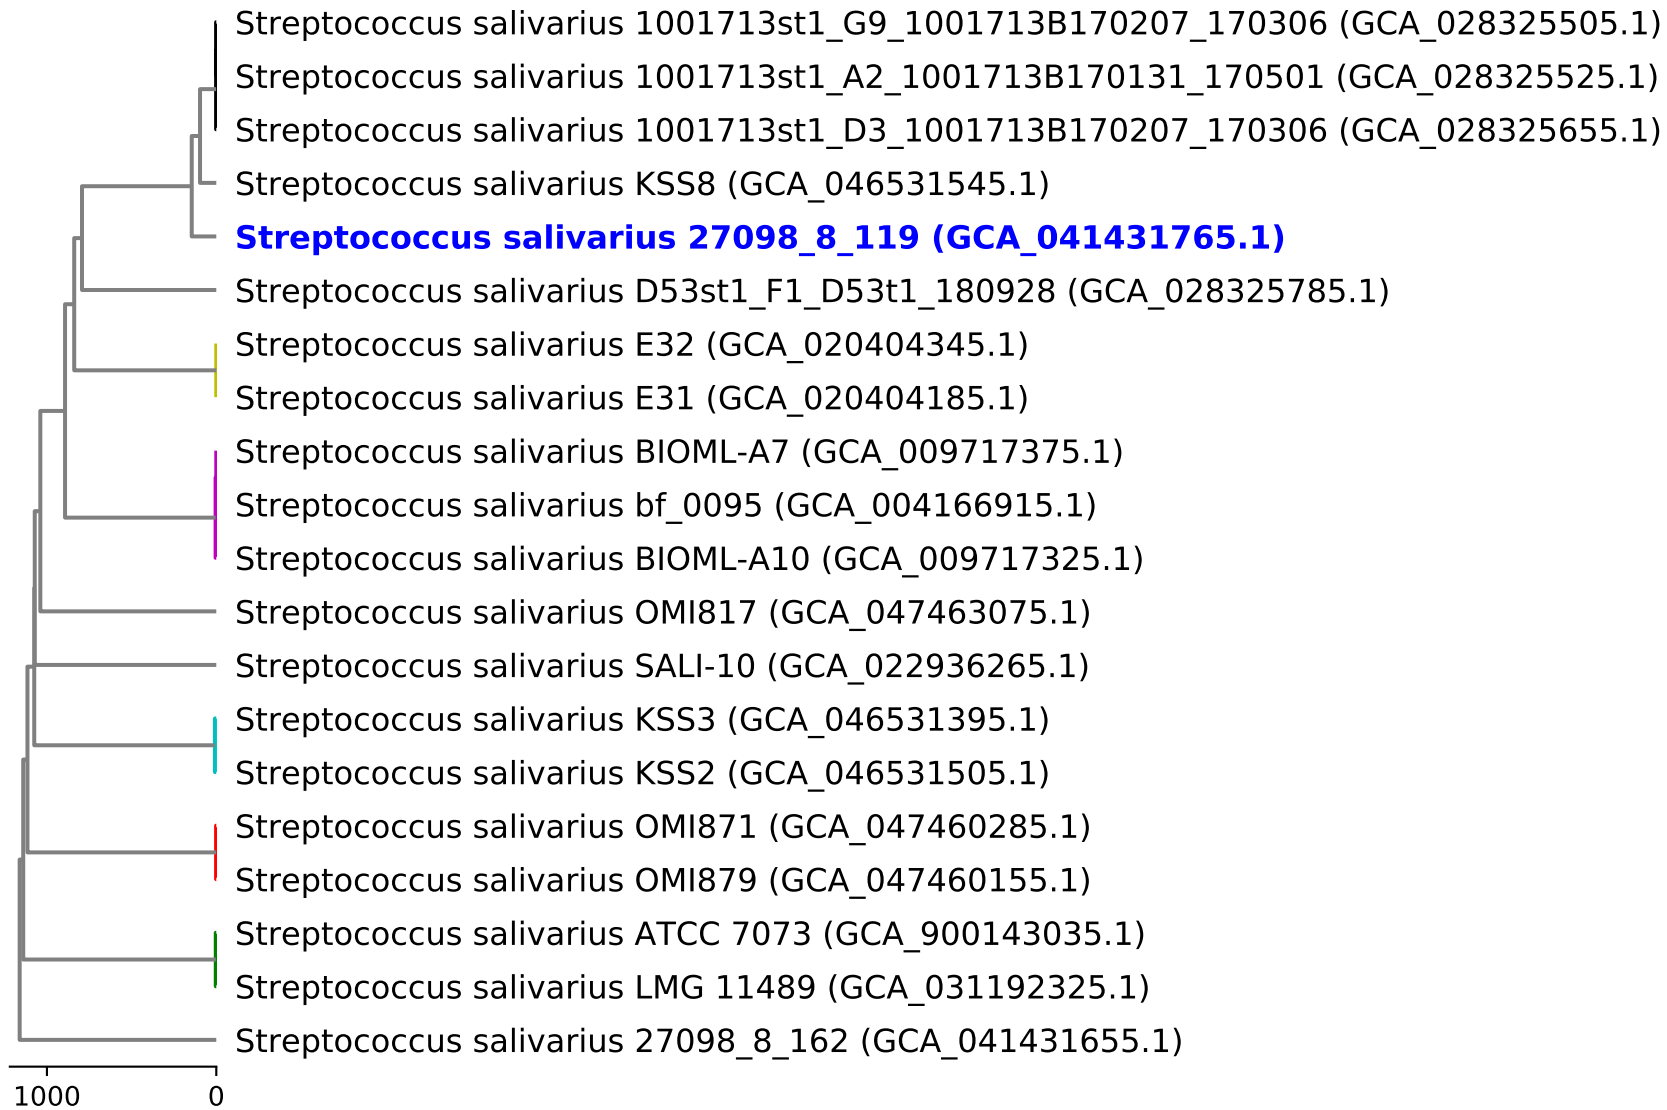 Streptococcus salivarius 1001713st1_G9_1001713B170207_170306 (GCA_028325505.1)
Streptococcus salivarius 1001713st1_A2_1001713B170131_170501 (GCA_028325525.1)
Streptococcus salivarius 1001713st1_D3_1001713B170207_170306 (GCA_028325655.1)
Streptococcus salivarius KSS8 (GCA_046531545.1)
Streptococcus salivarius 27098_8_119 (GCA_041431765.1)
Streptococcus salivarius D53st1_F1_D53t1_180928 (GCA_028325785.1)
Streptococcus salivarius E32 (GCA_020404345.1)
Streptococcus salivarius E31 (GCA_020404185.1)
Streptococcus salivarius BIOML-A7 (GCA_009717375.1)
Streptococcus salivarius bf_0095 (GCA_004166915.1)
Streptococcus salivarius BIOML-A10 (GCA_009717325.1)
Streptococcus salivarius OMI817 (GCA_047463075.1)
Streptococcus salivarius SALI-10 (GCA_022936265.1)
Streptococcus salivarius KSS3 (GCA_046531395.1)
Streptococcus salivarius KSS2 (GCA_046531505.1)
Streptococcus salivarius OMI871 (GCA_047460285.1)
Streptococcus salivarius OMI879 (GCA_047460155.1)
Streptococcus salivarius ATCC 7073 (GCA_900143035.1)
Streptococcus salivarius LMG 11489 (GCA_031192325.1)
Streptococcus salivarius 27098_8_162 (GCA_041431655.1)
1000 0